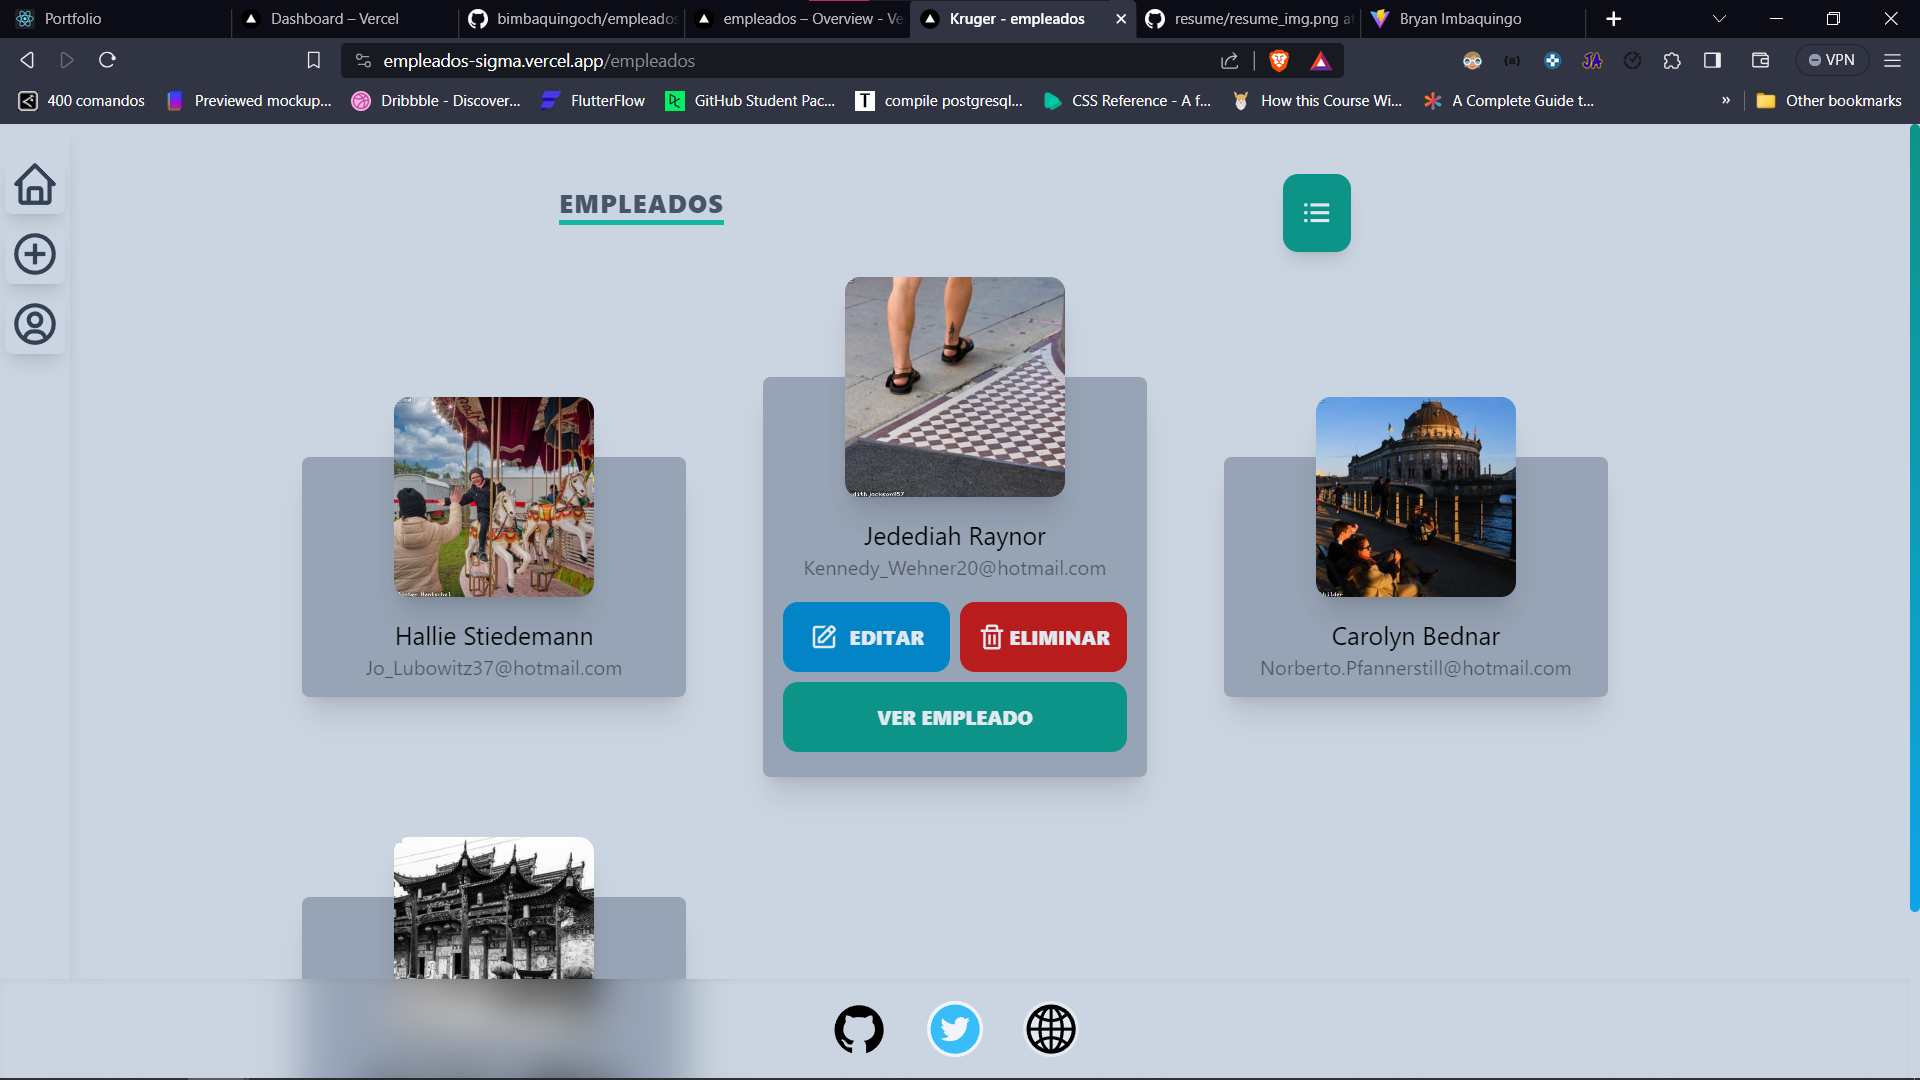 Portfolio
Dashboard – Vercel
bimbaquingoch/empleados
empleados – Overview - Ve
Kruger - empleados
resume/resume_img.png at
Bryan Imbaquingo
empleados-sigma.vercel.app/empleados
VPN
400 comandos
Previewed mockup...
Dribbble - Discover...
FlutterFlow
GitHub Student Pac...
compile postgresql...
CSS Reference - A f...
How this Course Wi...
A Complete Guide t...
»
Other bookmarks
EMPLEADOS
Hallie Stiedemann
Jo_Lubowitz37@hotmail.com
Jedediah Raynor
Kennedy_Wehner20@hotmail.com
EDITAR
ELIMINAR
VER EMPLEADO
Carolyn Bednar
Norberto.Pfannerstill@hotmail.com